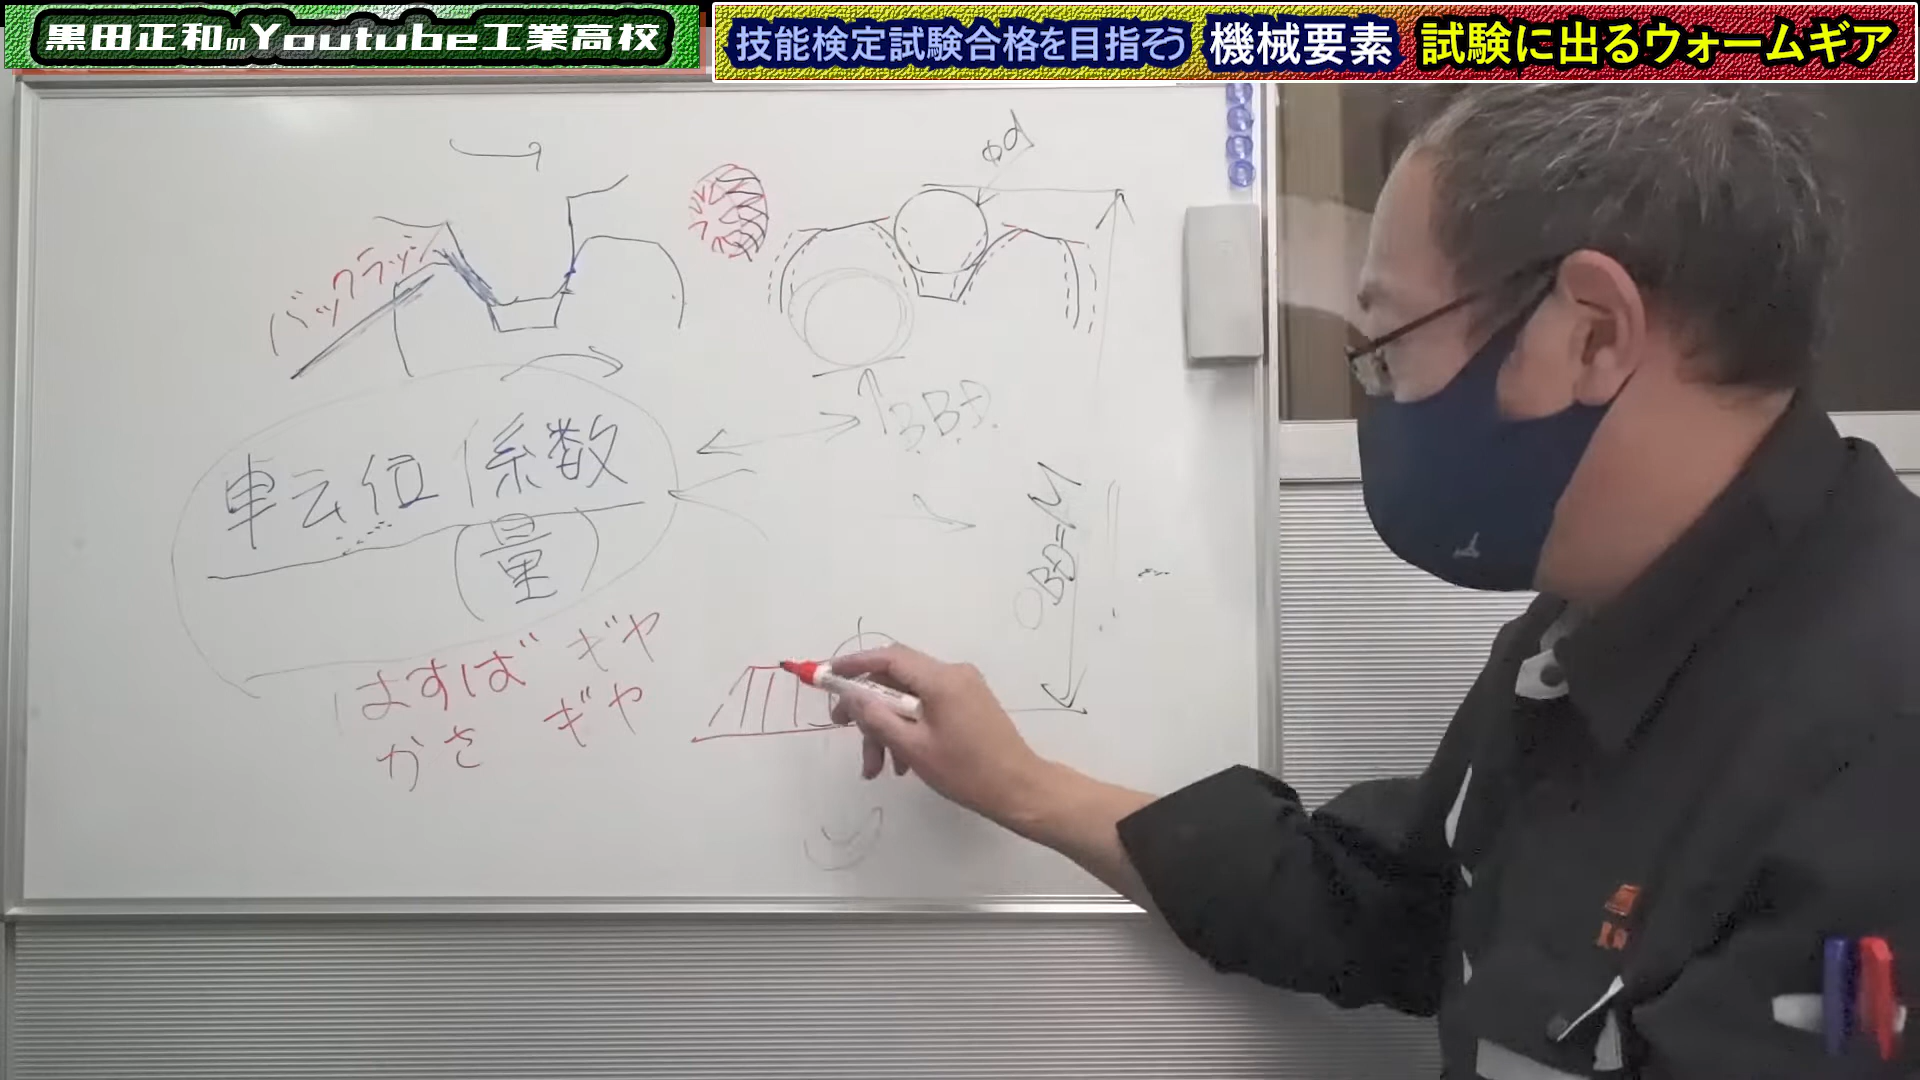 黒田正和のYoutube工業高校
技能検定試験合格を目指そう 機械要素 試験に出るウォームギア
φd
バックラッシ
B.B.D.
転位係数
(量)
OBD=M
はすばギヤ
かさギヤ